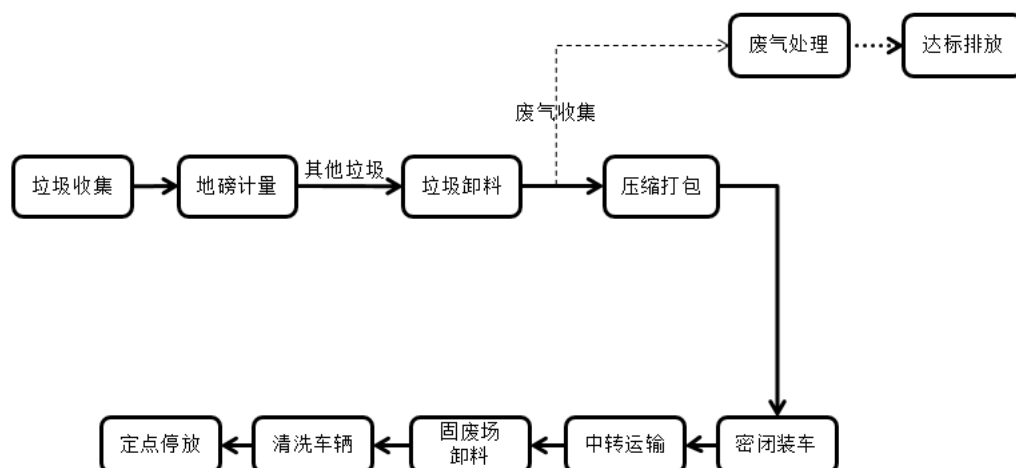 废气处理
达标排放
废气收集
垃圾收集
地磅计量
其他垃圾
垃圾卸料
压缩打包
定点停放
清洗车辆
固废场
卸料
中转运输
密闭装车